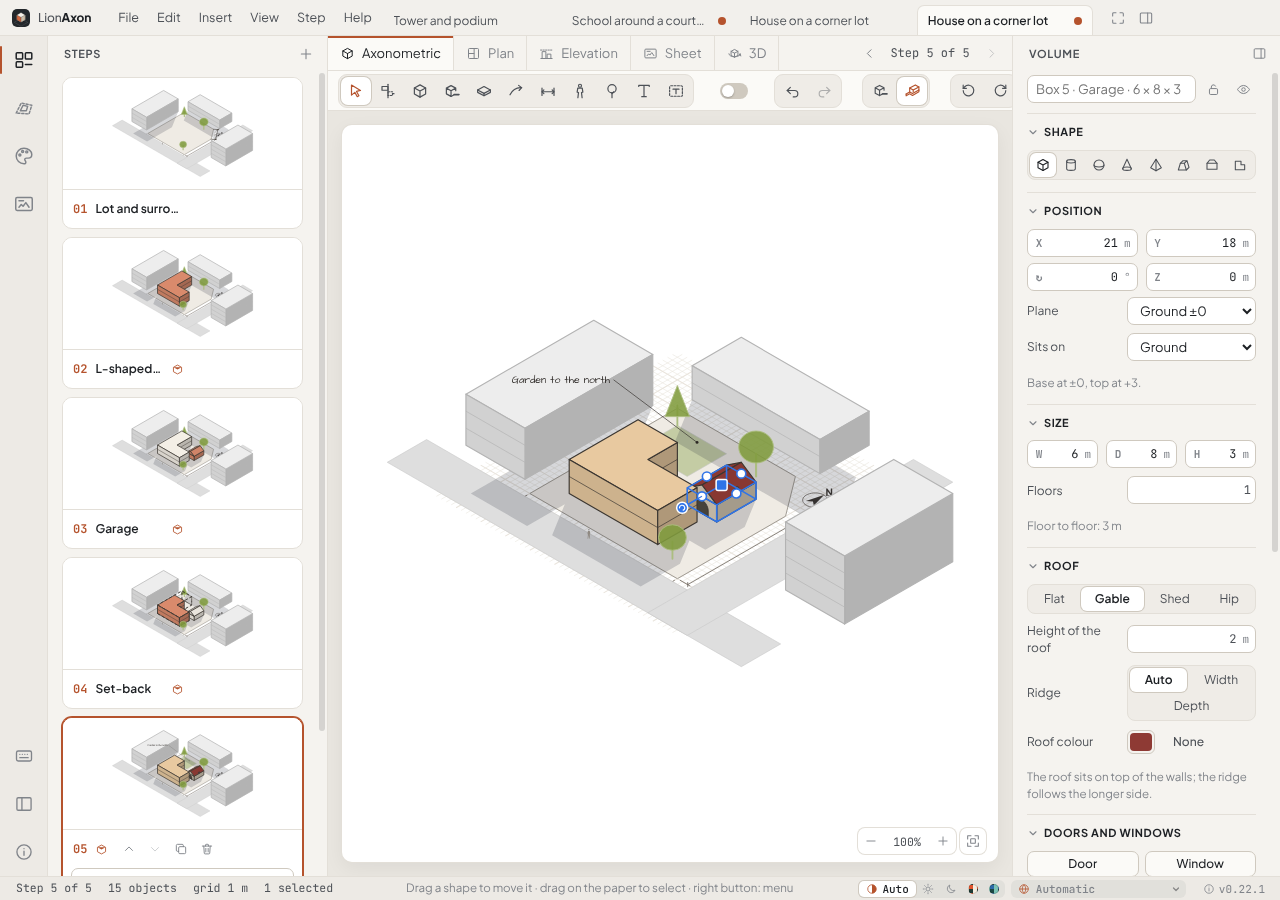 LionAxon
File Edit Insert View Step Help
Tower and podium
School around a court…
House on a corner lot
House on a corner lot
STEPS
Axonometric
Plan
Elevation
Sheet
3D
Step 5 of 5
VOLUME
Box 5 · Garage · 6 × 8 × 3
SHAPE
POSITION
X 21 m
Y 18 m
↻ 0 °
Z 0 m
Plane Ground ±0
Sits on Ground
Base at ±0, top at +3.
SIZE
W 6 m
D 8 m
H 3 m
Floors 1
Floor to floor: 3 m
ROOF
Flat Gable Shed Hip
Height of the roof 2 m
Ridge Auto Width Depth
Roof colour None
The roof sits on top of the walls; the ridge
follows the longer side.
DOORS AND WINDOWS
Door Window
01 Lot and surro…
02 L-shaped…
03 Garage
04 Set-back
05
Garden to the north
N
100%
Step 5 of 5 15 objects grid 1 m 1 selected
Drag a shape to move it · drag on the paper to select · right button: menu
Auto
Automatic
v0.22.1